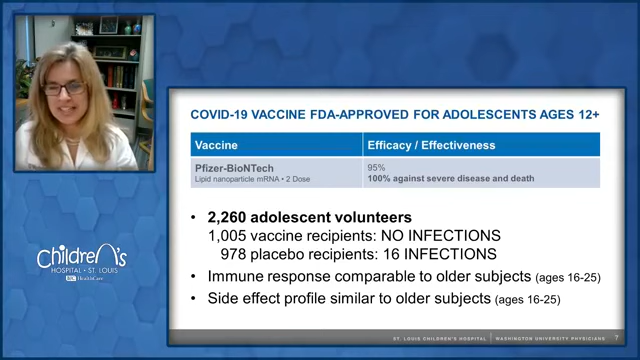 COVID-19 VACCINE FDA-APPROVED FOR ADOLESCENTS AGES 12+
Vaccine Efficacy / Effectiveness
Pfizer-BioNTech 95%
Lipid nanoparticle mRNA • 2 Dose 100% against severe disease and death
• 2,260 adolescent volunteers
1,005 vaccine recipients: NO INFECTIONS
978 placebo recipients: 16 INFECTIONS
• Immune response comparable to older subjects (ages 16-25)
• Side effect profile similar to older subjects (ages 16-25)
Children's
HOSPITAL • ST. LOUIS
BJC HealthCare
ST. LOUIS CHILDREN'S HOSPITAL WASHINGTON UNIVERSITY PHYSICIANS 7